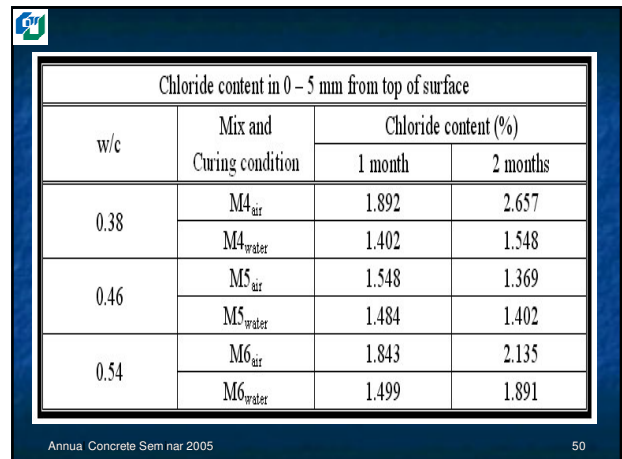 Chloride content in 0 – 5 mm from top of surface
w/c
Mix and
Curing condition
Chloride content (%)
1 month
2 months
0.38
M4air
1.892
2.657
M4water
1.402
1.548
0.46
M5air
1.548
1.369
M5water
1.484
1.402
0.54
M6air
1.843
2.135
M6water
1.499
1.891
Annua Concrete Sem nar 2005
50